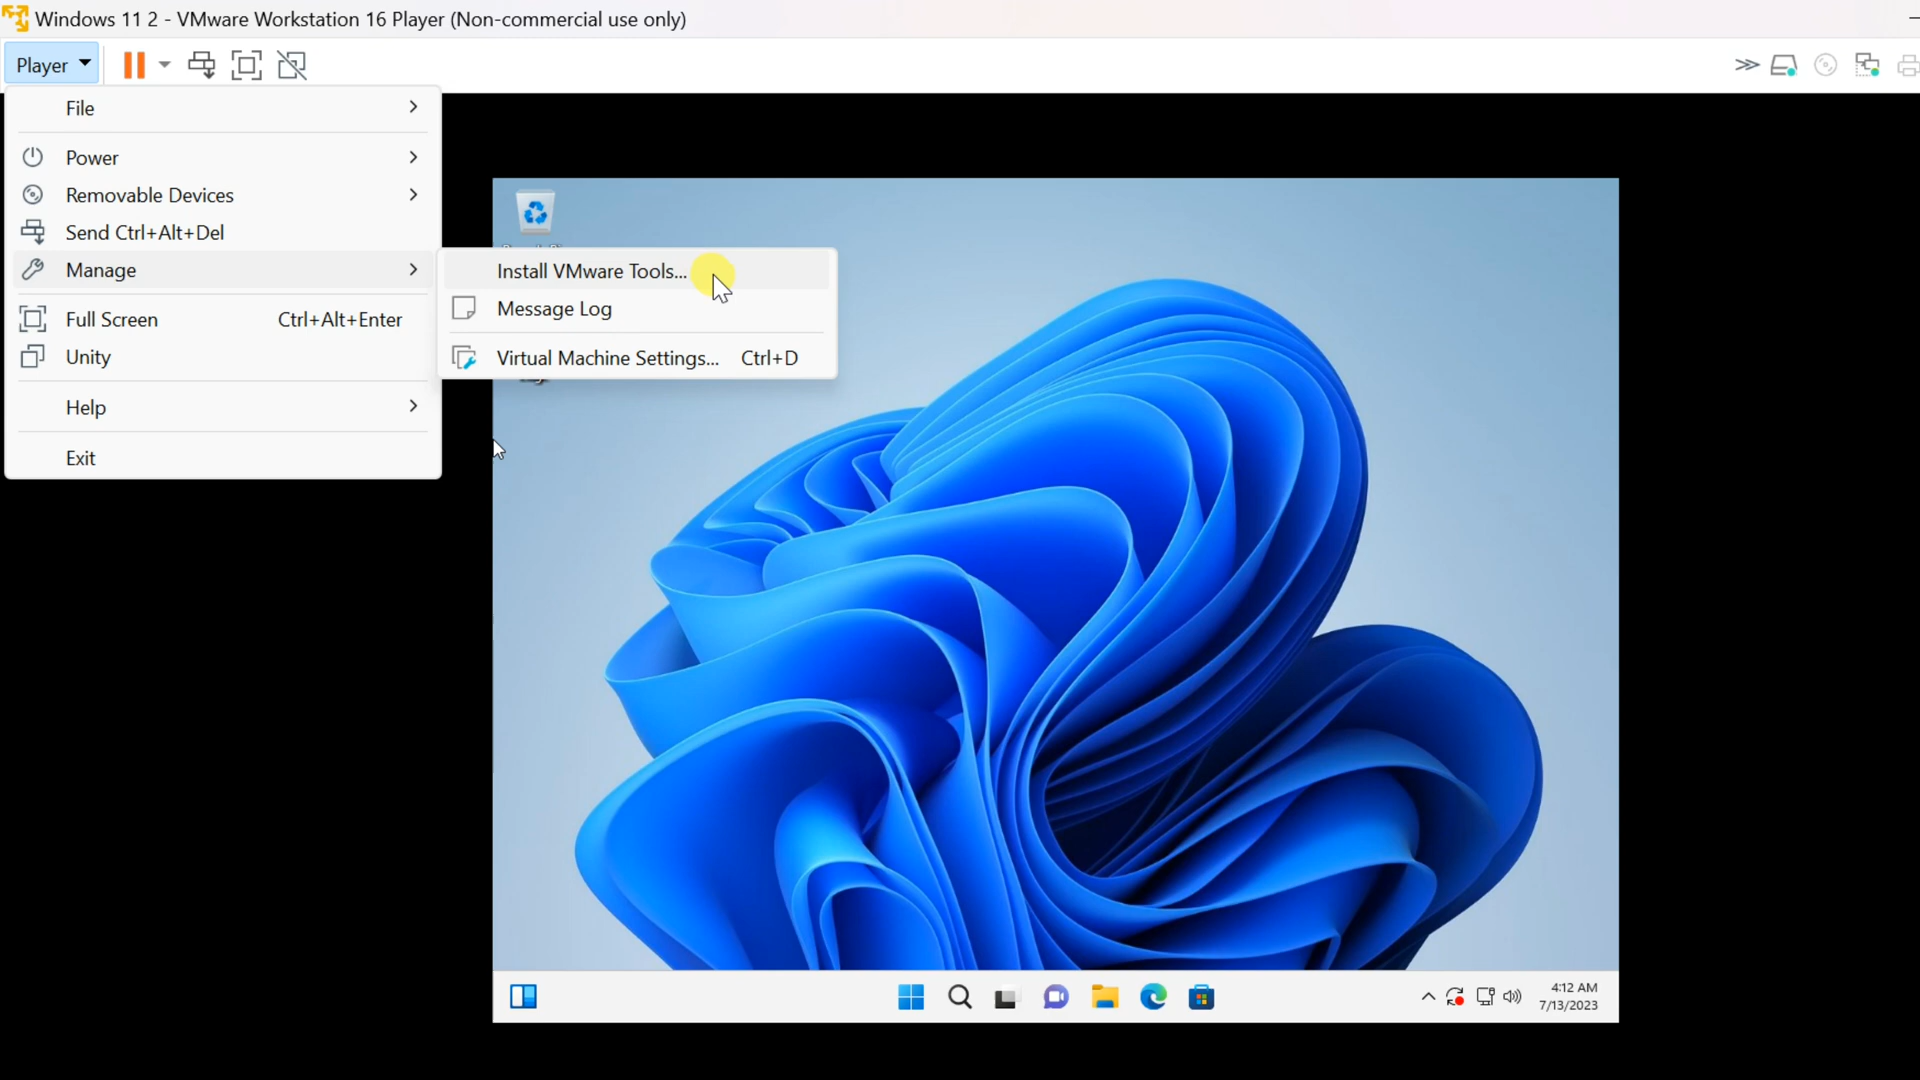 Windows 11 2 - VMware Workstation 16 Player (Non-commercial use only)
Player
File
Power
Removable Devices
Send Ctrl+Alt+Del
Manage
Install VMware Tools...
Message Log
Full Screen Ctrl+Alt+Enter
Virtual Machine Settings... Ctrl+D
Unity
Help
Exit
4:12 AM
7/13/2023